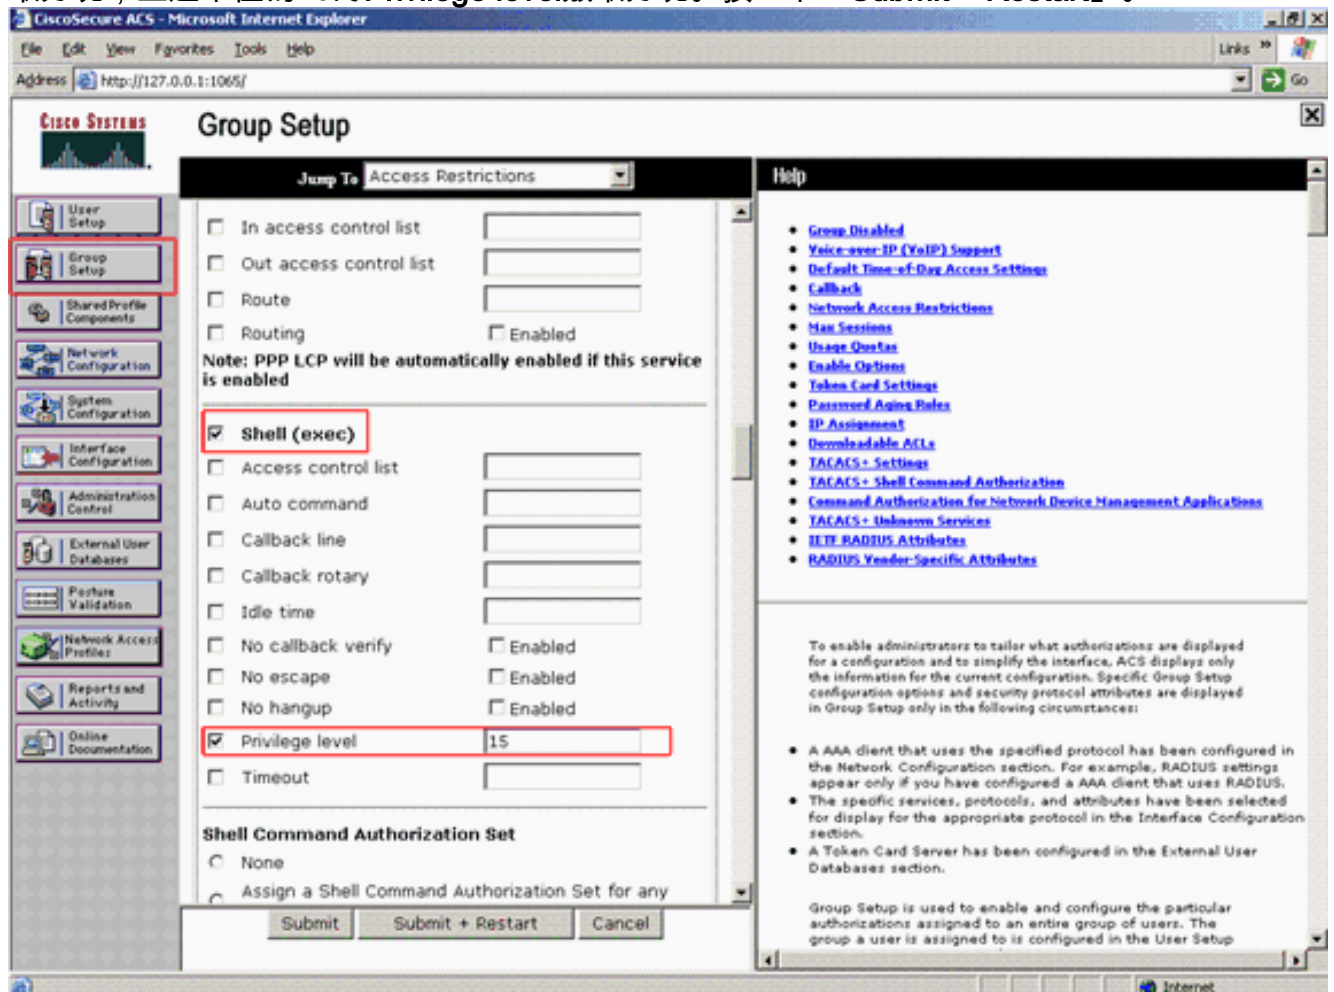 CiscoSecure ACS - Microsoft Internet Explorer
File Edit View Favorites Tools Help
Links »
Address http://127.0.0.1:1065/
Go
CISCO SYSTEMS
Group Setup
Jump To Access Restrictions
User Setup
Group Setup
Shared Profile Components
Network Configuration
System Configuration
Interface Configuration
Administration Control
External User Databases
Posture Validation
Network Access Profiles
Reports and Activity
Online Documentation
In access control list
Out access control list
Route
Routing Enabled
Note: PPP LCP will be automatically enabled if this service
is enabled
Shell (exec)
Access control list
Auto command
Callback line
Callback rotary
Idle time
No callback verify Enabled
No escape Enabled
No hangup Enabled
Privilege level 15
Timeout
Shell Command Authorization Set
None
Assign a Shell Command Authorization Set for any
Submit Submit + Restart Cancel
Help
Group Disabled
Voice-over-IP (VoIP) Support
Default Time-of-Day Access Settings
Callback
Network Access Restrictions
Max Sessions
Usage Quotas
Enable Options
Token Card Settings
Password Aging Rules
IP Assignment
Downloadable ACLs
TACACS+ Settings
TACACS+ Shell Command Authorization
Command Authorization for Network Device Management Applications
TACACS+ Unknown Services
IETF RADIUS Attributes
RADIUS Vendor-Specific Attributes
To enable administrators to tailor what authorizations are displayed
for a configuration and to simplify the interface, ACS displays only
the information for the current configuration. Specific Group Setup
configuration options and security protocol attributes are displayed
in Group Setup only in the following circumstances:
A AAA client that uses the specified protocol has been configured in
the Network Configuration section. For example, RADIUS settings
appear only if you have configured a AAA client that uses RADIUS.
The specific services, protocols, and attributes have been selected
for display for the appropriate protocol in the Interface Configuration
section.
A Token Card Server has been configured in the External User
Databases section.
Group Setup is used to enable and configure the particular
authorizations assigned to an entire group of users. The
group a user is assigned to is configured in the User Setup
Internet